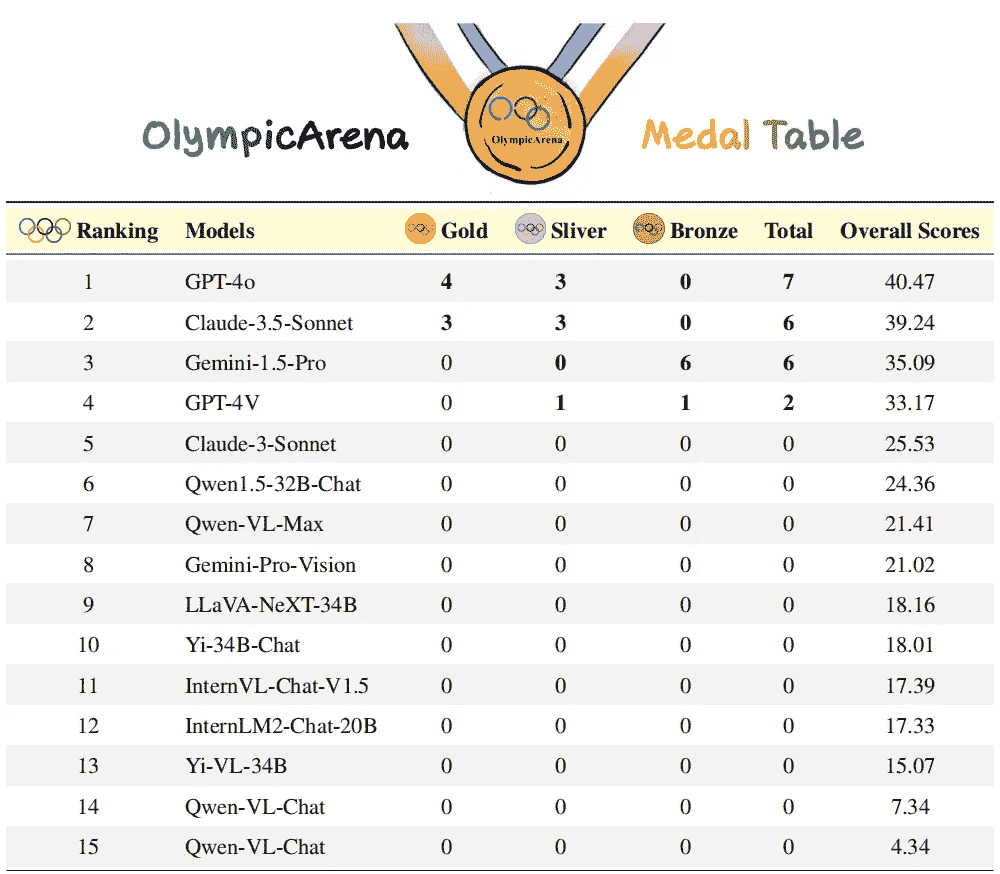 OlympicArena
OlympicArena
Medal Table
Ranking Models Gold Sliver Bronze Total Overall Scores
1 GPT-4o 4 3 0 7 40.47
2 Claude-3.5-Sonnet 3 3 0 6 39.24
3 Gemini-1.5-Pro 0 0 6 6 35.09
4 GPT-4V 0 1 1 2 33.17
5 Claude-3-Sonnet 0 0 0 0 25.53
6 Qwen1.5-32B-Chat 0 0 0 0 24.36
7 Qwen-VL-Max 0 0 0 0 21.41
8 Gemini-Pro-Vision 0 0 0 0 21.02
9 LLaVA-NeXT-34B 0 0 0 0 18.16
10 Yi-34B-Chat 0 0 0 0 18.01
11 InternVL-Chat-V1.5 0 0 0 0 17.39
12 InternLM2-Chat-20B 0 0 0 0 17.33
13 Yi-VL-34B 0 0 0 0 15.07
14 Qwen-VL-Chat 0 0 0 0 7.34
15 Qwen-VL-Chat 0 0 0 0 4.34